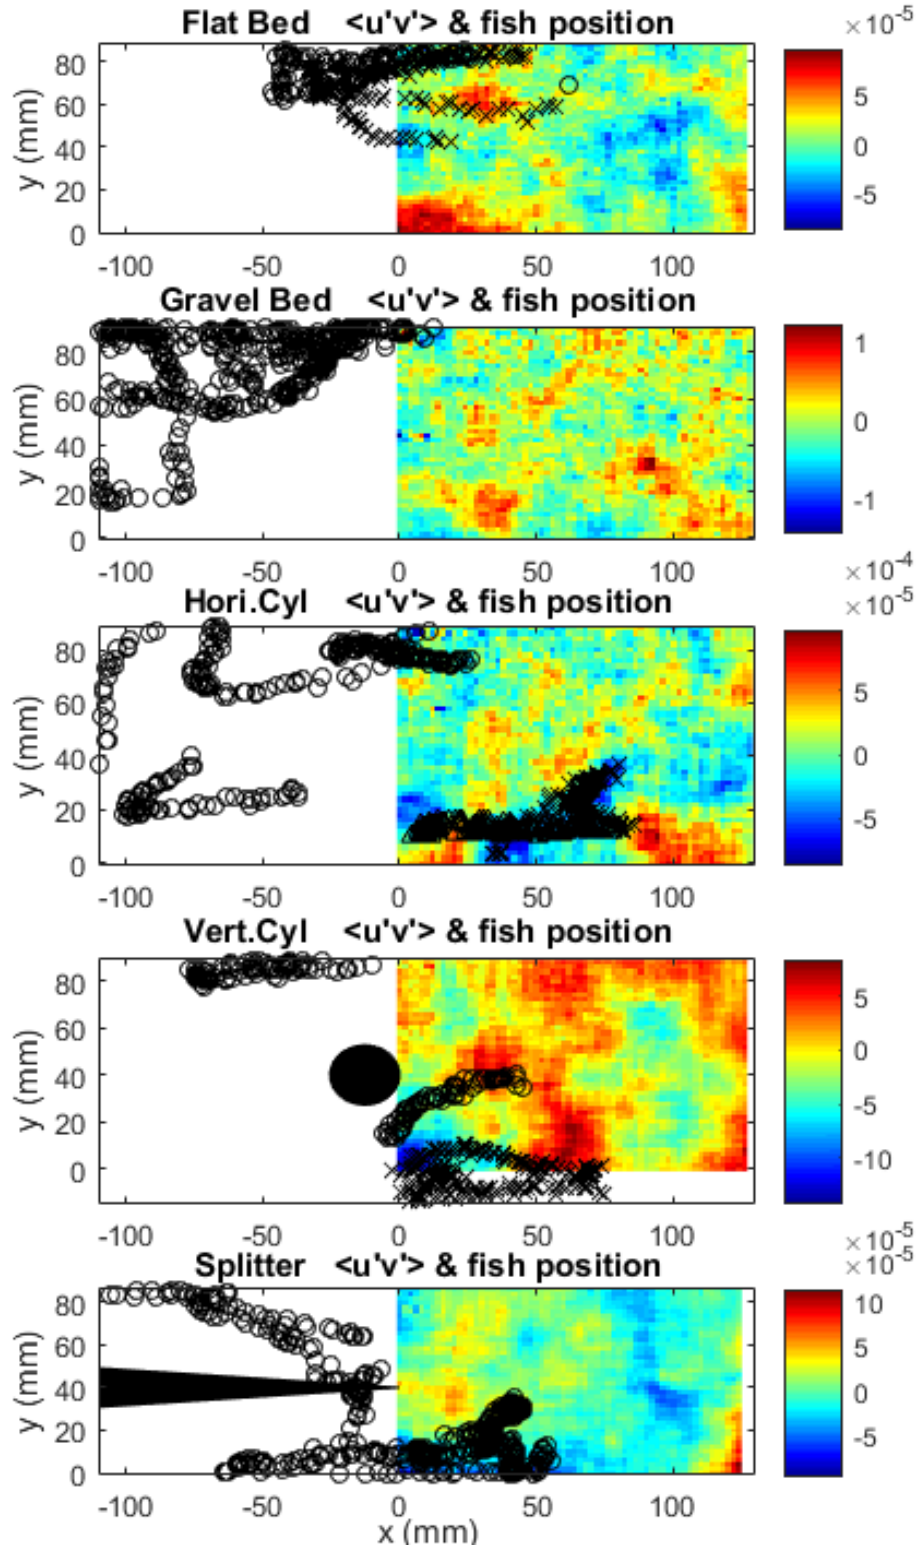 Flat Bed <u'v'> & fish position
×10-5
80
60
40
20
0
y (mm)
5
0
-5
-100 -50 0 50 100
Gravel Bed <u'v'> & fish position
80
60
40
20
0
y (mm)
1
0
-1
-100 -50 0 50 100
×10-4
Hori.Cyl <u'v'> & fish position
×10-5
80
60
40
20
0
y (mm)
5
0
-5
-100 -50 0 50 100
Vert.Cyl <u'v'> & fish position
80
60
40
20
0
y (mm)
5
0
-5
-10
-100 -50 0 50 100
×10-5
Splitter <u'v'> & fish position
×10-5
80
60
40
20
0
y (mm)
10
5
0
-5
-100 -50 0 50 100
x (mm)